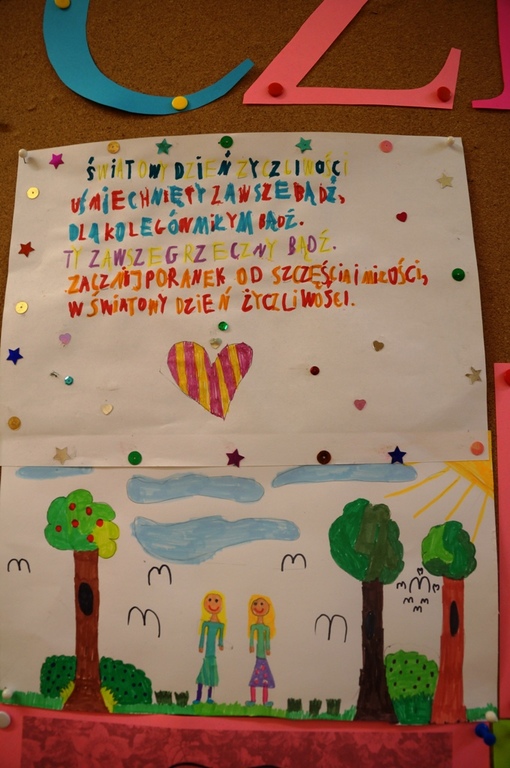 CZ
ŚWIATOWY DZIEŃ ŻYCZLIWOŚCI
UŚMIECHNIĘTY ZAWSZE BĄDŹ,
DLA KOLEGÓW MIŁYM BĄDŹ.
TY ZAWSZE GRZECZNY BĄDŹ.
ZACZNIJ PORANEK OD SZCZĘŚCIA I MIŁOŚCI,
W ŚWIATOWY DZIEŃ ŻYCZLIWOŚCI.